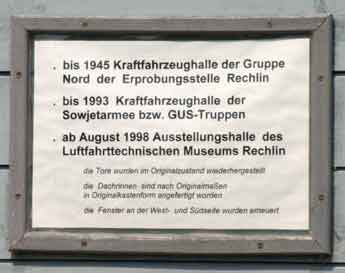 . bis 1945 Kraftfahrzeughalle der Gruppe
Nord der Erprobungsstelle Rechlin
. bis 1993 Kraftfahrzeughalle der
Sowjetarmee bzw. GUS-Truppen
. ab August 1998 Ausstellungshalle des
Luftfahrttechnischen Museums Rechlin
die Tore wurden im Originalzustand wiederhergestellt
die Dachrinnen sind nach Originalmaßen
in Originalkastenform angefertigt worden
die Fenster an der West- und Südseite wurden erneuert